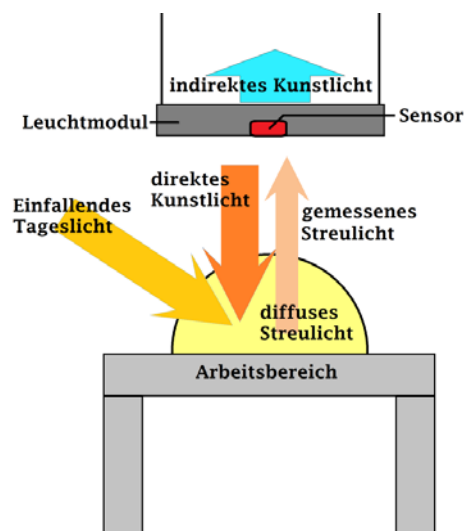 indirektes Kunstlicht
Leuchtmodul
Sensor
direktes
Kunstlicht
Einfallendes
Tageslicht
gemessenes
Streulicht
diffuses
Streulicht
Arbeitsbereich